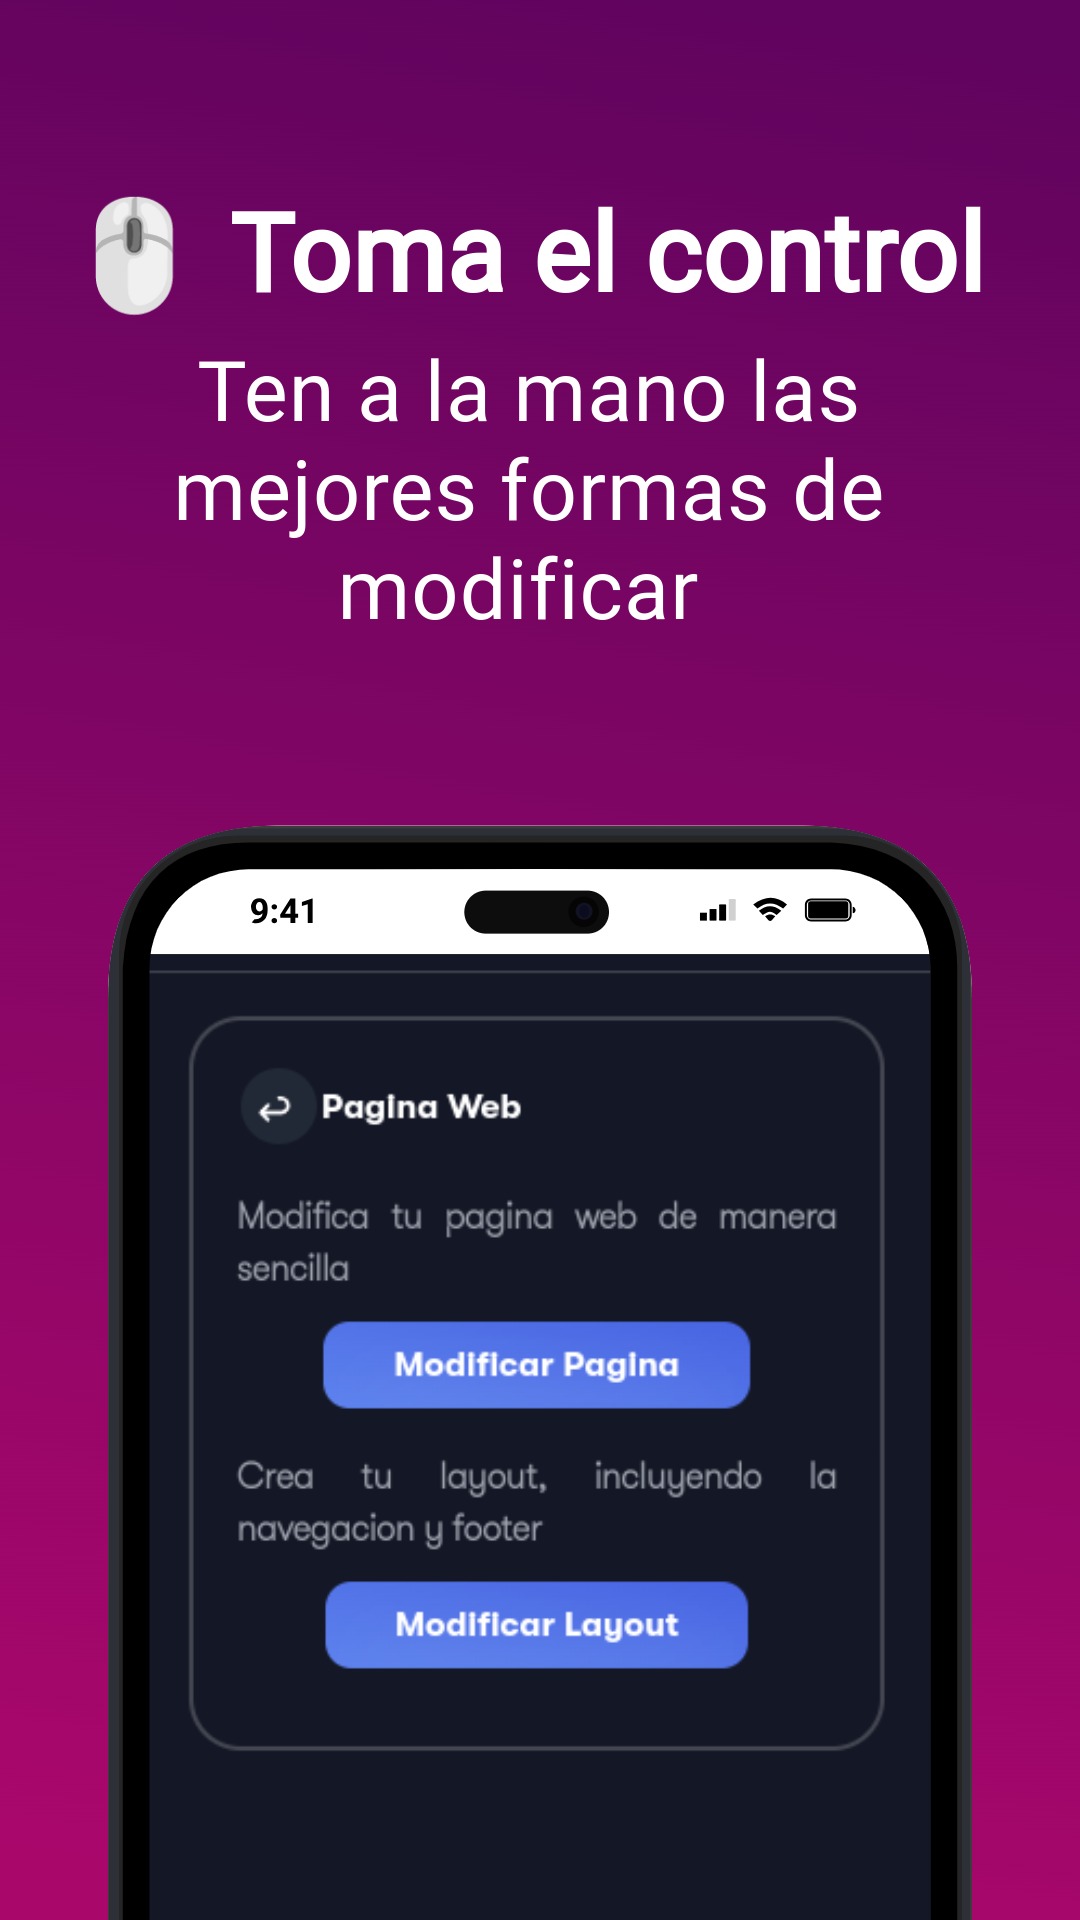 Toma el control
Ten a la mano las
mejores formas de
modificar
9:41
Pagina Web
Modifica tu pagina web de manera
sencilla
Modificar Pagina
Crea tu layout, incluyendo la
navegacion y footer
Modificar Layout